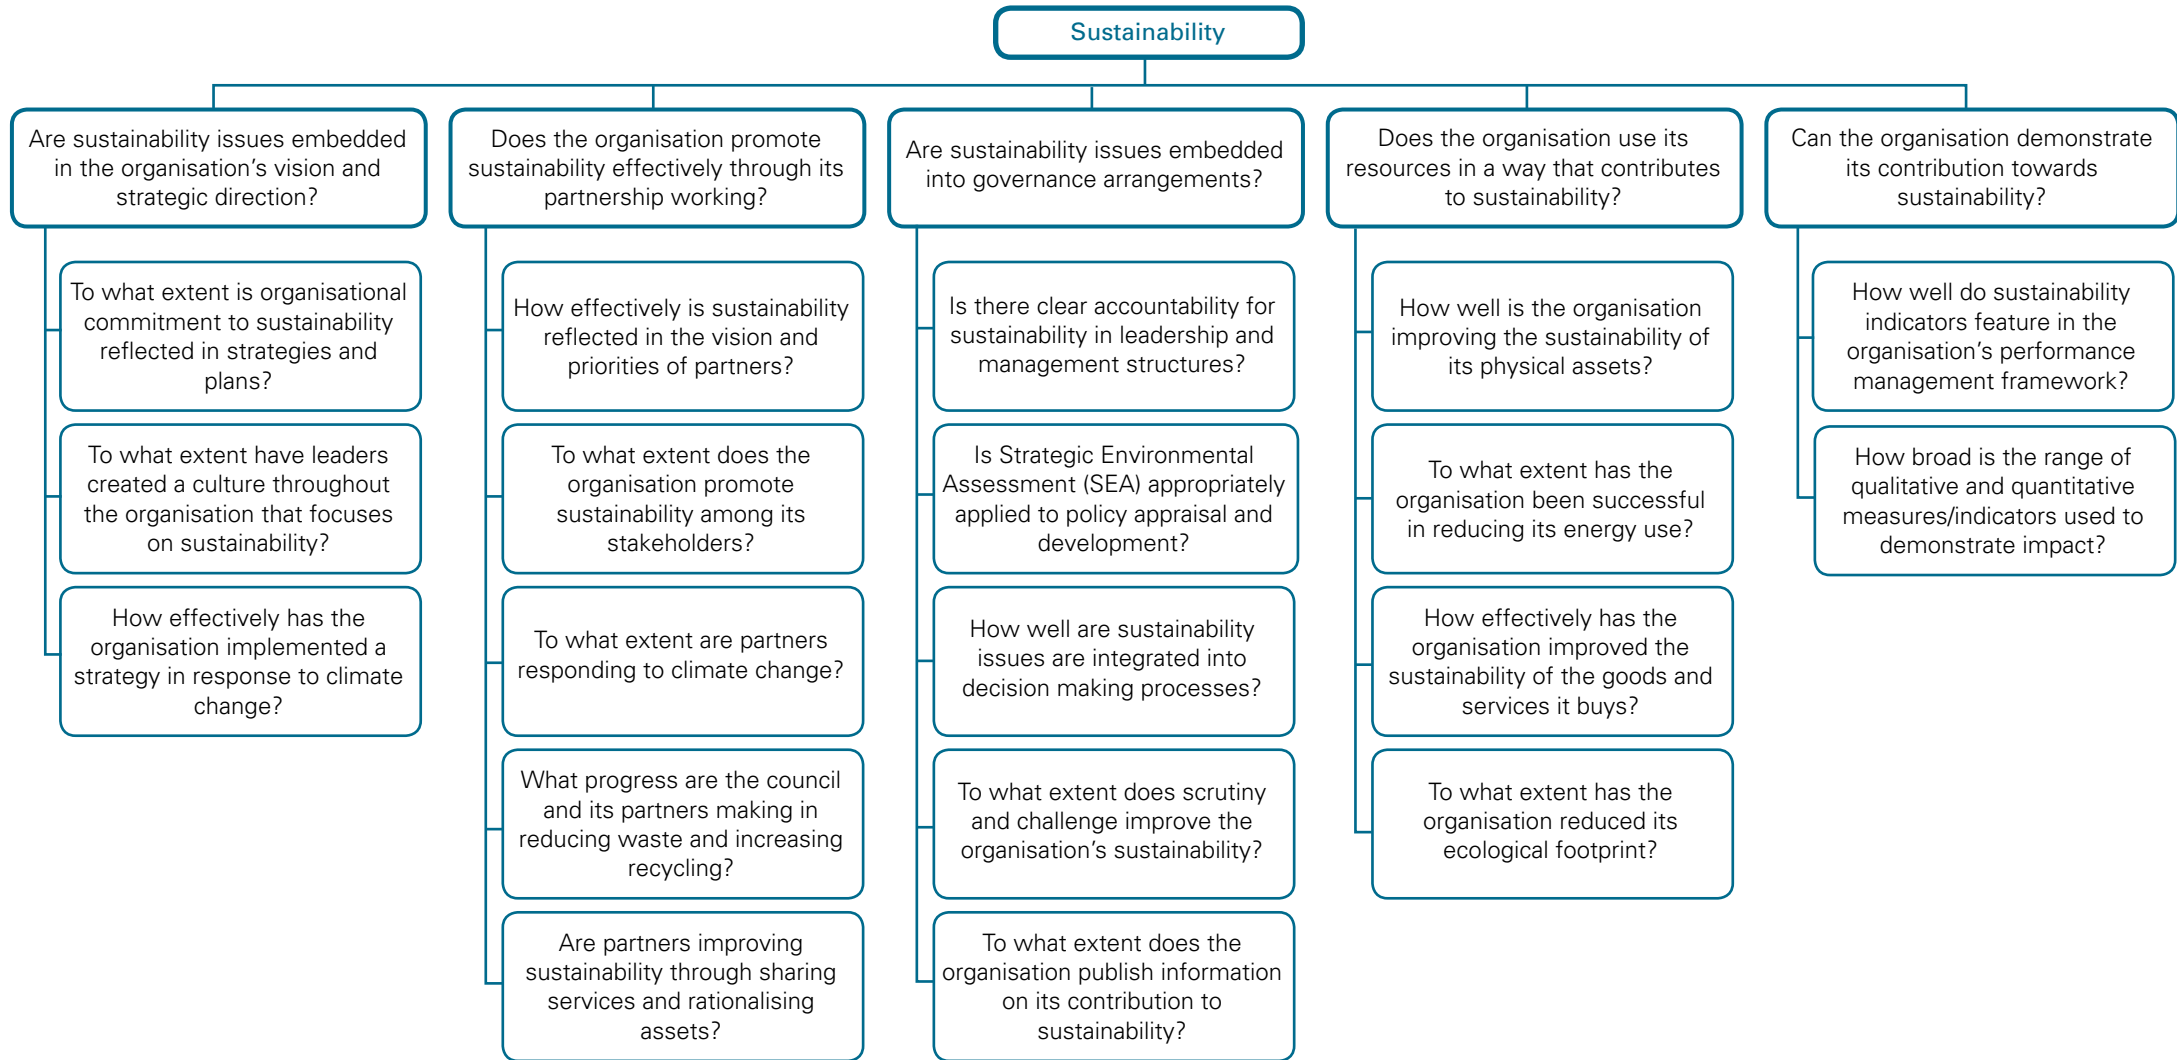 Sustainability
Are sustainability issues embedded
in the organisation’s vision and
strategic direction?
To what extent is organisational
commitment to sustainability
reflected in strategies and
plans?
To what extent have leaders
created a culture throughout
the organisation that focuses
on sustainability?
How effectively has the
organisation implemented a
strategy in response to climate
change?
Does the organisation promote
sustainability effectively through its
partnership working?
How effectively is sustainability
reflected in the vision and
priorities of partners?
To what extent does the
organisation promote
sustainability among its
stakeholders?
To what extent are partners
responding to climate change?
What progress are the council
and its partners making in
reducing waste and increasing
recycling?
Are partners improving
sustainability through sharing
services and rationalising
assets?
Are sustainability issues embedded
into governance arrangements?
Is there clear accountability for
sustainability in leadership and
management structures?
Is Strategic Environmental
Assessment (SEA) appropriately
applied to policy appraisal and
development?
How well are sustainability
issues are integrated into
decision making processes?
To what extent does scrutiny
and challenge improve the
organisation’s sustainability?
To what extent does the
organisation publish information
on its contribution to
sustainability?
Does the organisation use its
resources in a way that contributes
to sustainability?
How well is the organisation
improving the sustainability of
its physical assets?
To what extent has the
organisation been successful
in reducing its energy use?
How effectively has the
organisation improved the
sustainability of the goods and
services it buys?
To what extent has the
organisation reduced its
ecological footprint?
Can the organisation demonstrate
its contribution towards
sustainability?
How well do sustainability
indicators feature in the
organisation’s performance
management framework?
How broad is the range of
qualitative and quantitative
measures/indicators used to
demonstrate impact?